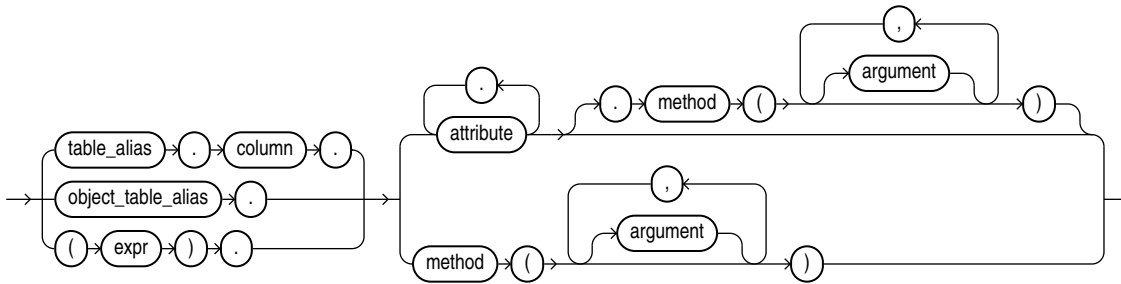 ,
argument
.
. method ( )
attribute
table_alias . column .
object_table_alias .
( expr ) .
,
argument
method ( )